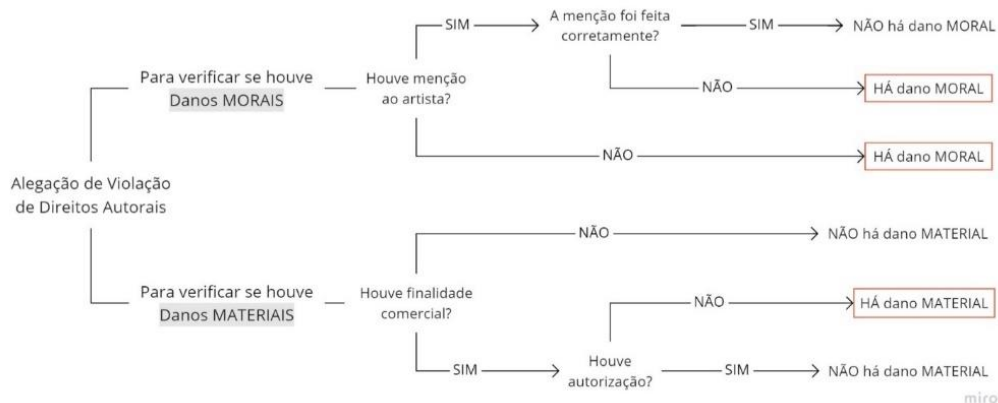 Alegação de Violação
de Direitos Autorais
Para verificar se houve
Danos MORAIS
Houve menção
ao artista?
SIM
A menção foi feita
corretamente?
SIM
NÃO há dano MORAL
NÃO
HÁ dano MORAL
NÃO
HÁ dano MORAL
Para verificar se houve
Danos MATERIAIS
Houve finalidade
comercial?
NÃO
NÃO há dano MATERIAL
SIM
Houve
autorização?
NÃO
HÁ dano MATERIAL
SIM
NÃO há dano MATERIAL
miro